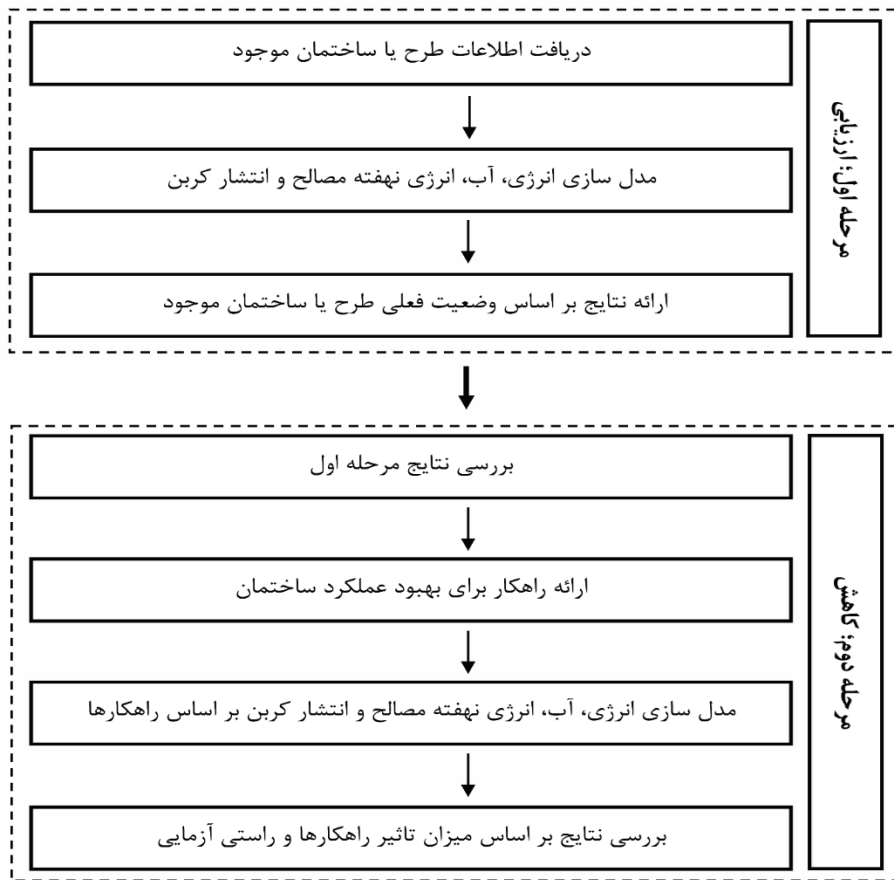 مرحله اول؛ ارزیابی
دریافت اطلاعات طرح یا ساختمان موجود
مدل سازی انرژی، آب، انرژی نهفته مصالح و انتشار کربن
ارائه نتایج بر اساس وضعیت فعلی طرح یا ساختمان موجود
مرحله دوم؛ کاهش
بررسی نتایج مرحله اول
ارائه راهکار برای بهبود عملکرد ساختمان
مدل سازی انرژی، آب، انرژی نهفته مصالح و انتشار کربن بر اساس راهکارها
بررسی نتایج بر اساس میزان تاثیر راهکارها و راستی آزمایی